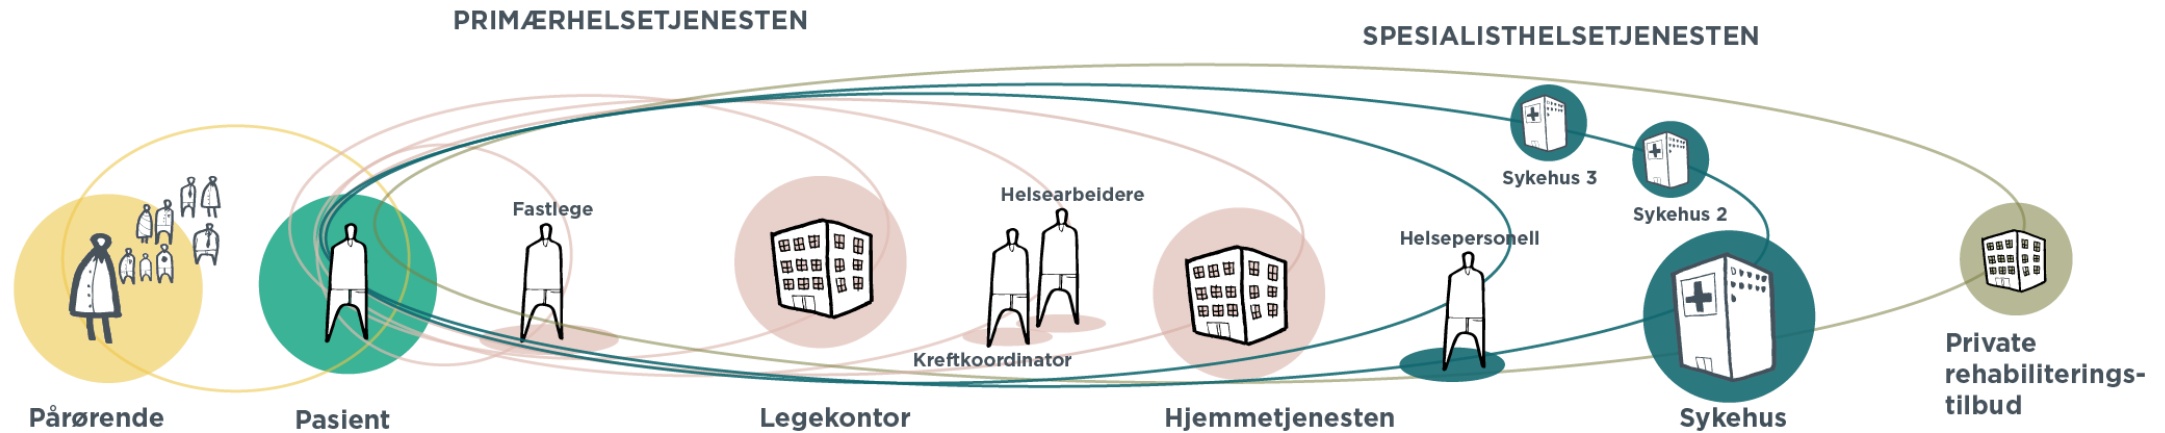 PRIMÆRHELSETJENESTEN
SPESIALISTHELSETJENESTEN
Fastlege
Helsearbeidere
Sykehus 3
Sykehus 2
Helsepersonell
Kreftkoordinator
Private
rehabiliterings-
tilbud
Pårørende
Pasient
Legekontor
Hjemmetjenesten
Sykehus